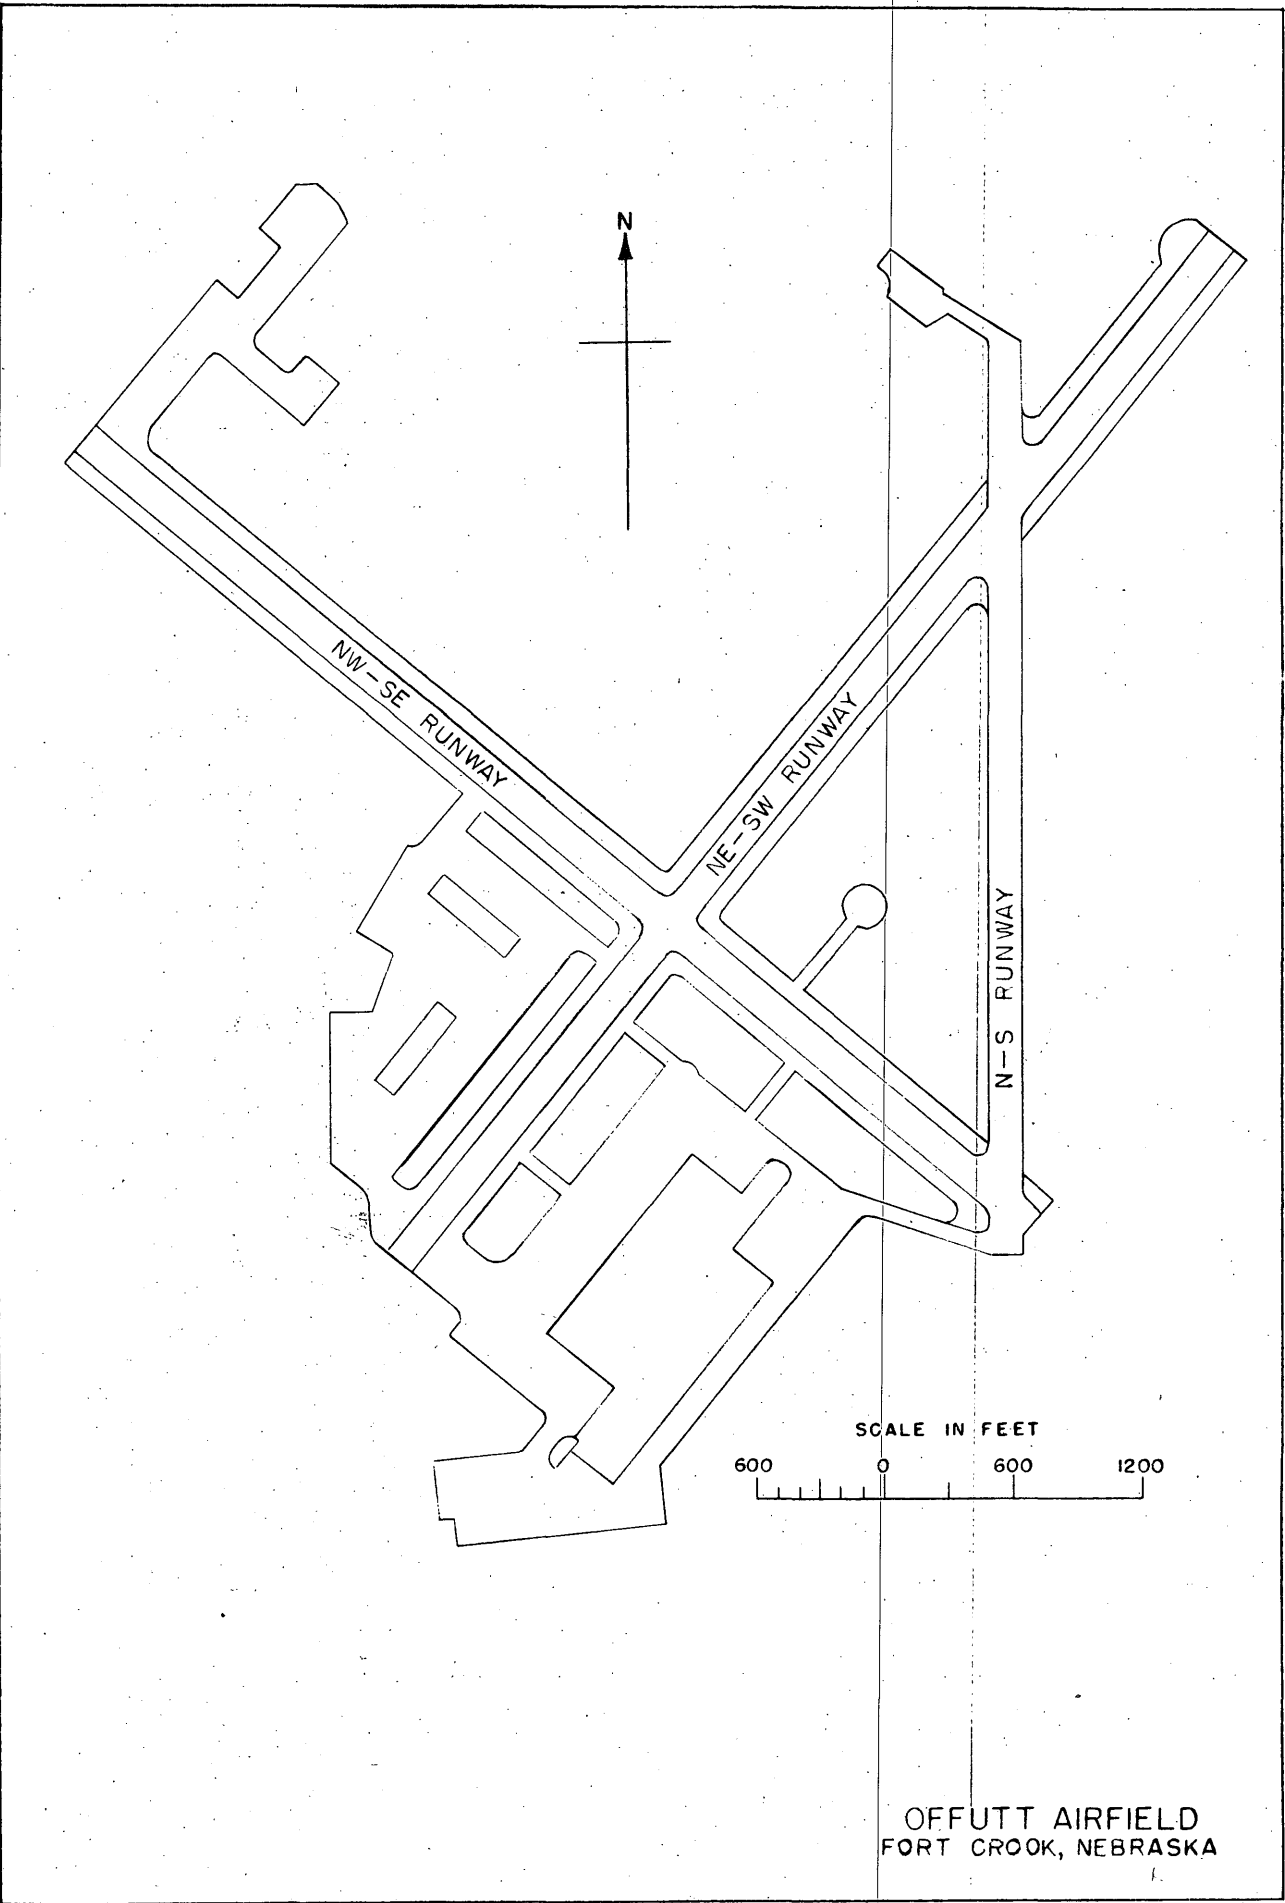 N
NW-SE RUNWAY
NE-SW RUNWAY
N-S RUNWAY
SCALE IN FEET
600 0 600 1200
OFFUTT AIRFIELD
FORT CROOK, NEBRASKA